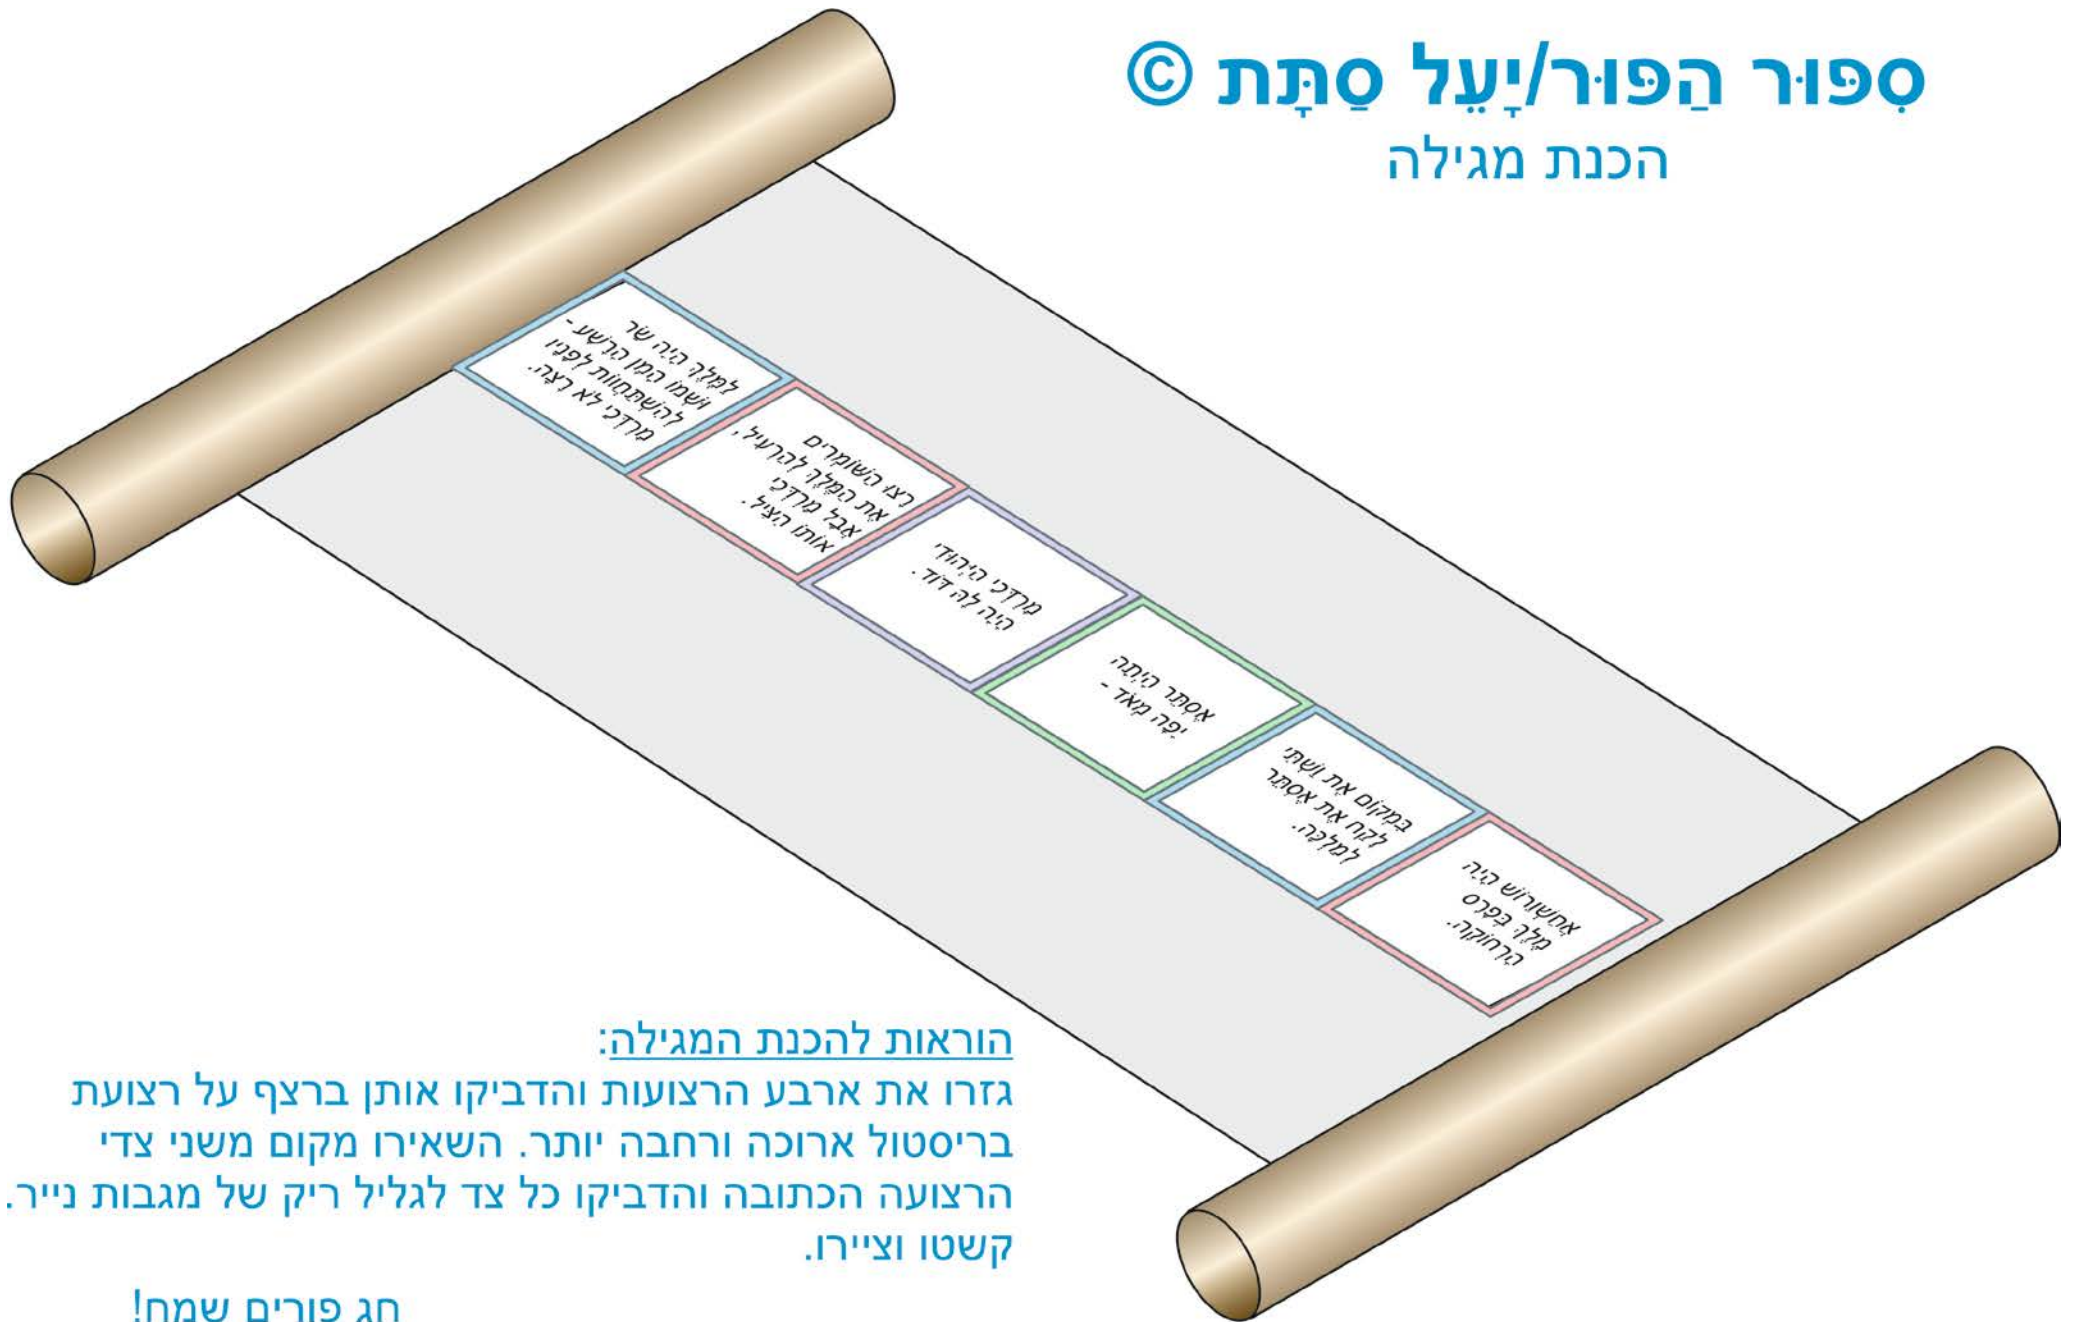 סִפּוּר הַפּוּר/יָעֵל סַתָּת ©
הכנת מגילה
אֲחַשְׁוֵרוֹשׁ הָיָה
מֶלֶךְ בְּפָרַס
הָרְחוֹקָה.
בִּמְקוֹם אֶת וַשְׁתִּי
לָקַח אֶת אֶסְתֵּר
לְמַלְכָּה.
אֶסְתֵּר הָיְתָה
יָפָה מְאֹד -
מָרְדְּכַי הַיְּהוּדִי
הָיָה לָהּ דּוֹד.
רָצוּ הַשּׁוֹמְרִים
אֶת הַמֶּלֶךְ לְהַרְעִיל,
אֲבָל מָרְדְּכַי
אוֹתוֹ הִצִּיל.
לַמֶּלֶךְ הָיָה שַׂר
וּשְׁמוֹ הָמָן הָרָשָׁע -
לְהִשְׁתַּחֲווֹת לְפָנָיו
מָרְדְּכַי לֹא רָצָה.
הוראות להכנת המגילה:
גזרו את ארבע הרצועות והדביקו אותן ברצף על רצועת
בריסטול ארוכה ורחבה יותר. השאירו מקום משני צדי
הרצועה הכתובה והדביקו כל צד לגליל ריק של מגבות נייר.
קשטו וציירו.
חג פורים שמח!